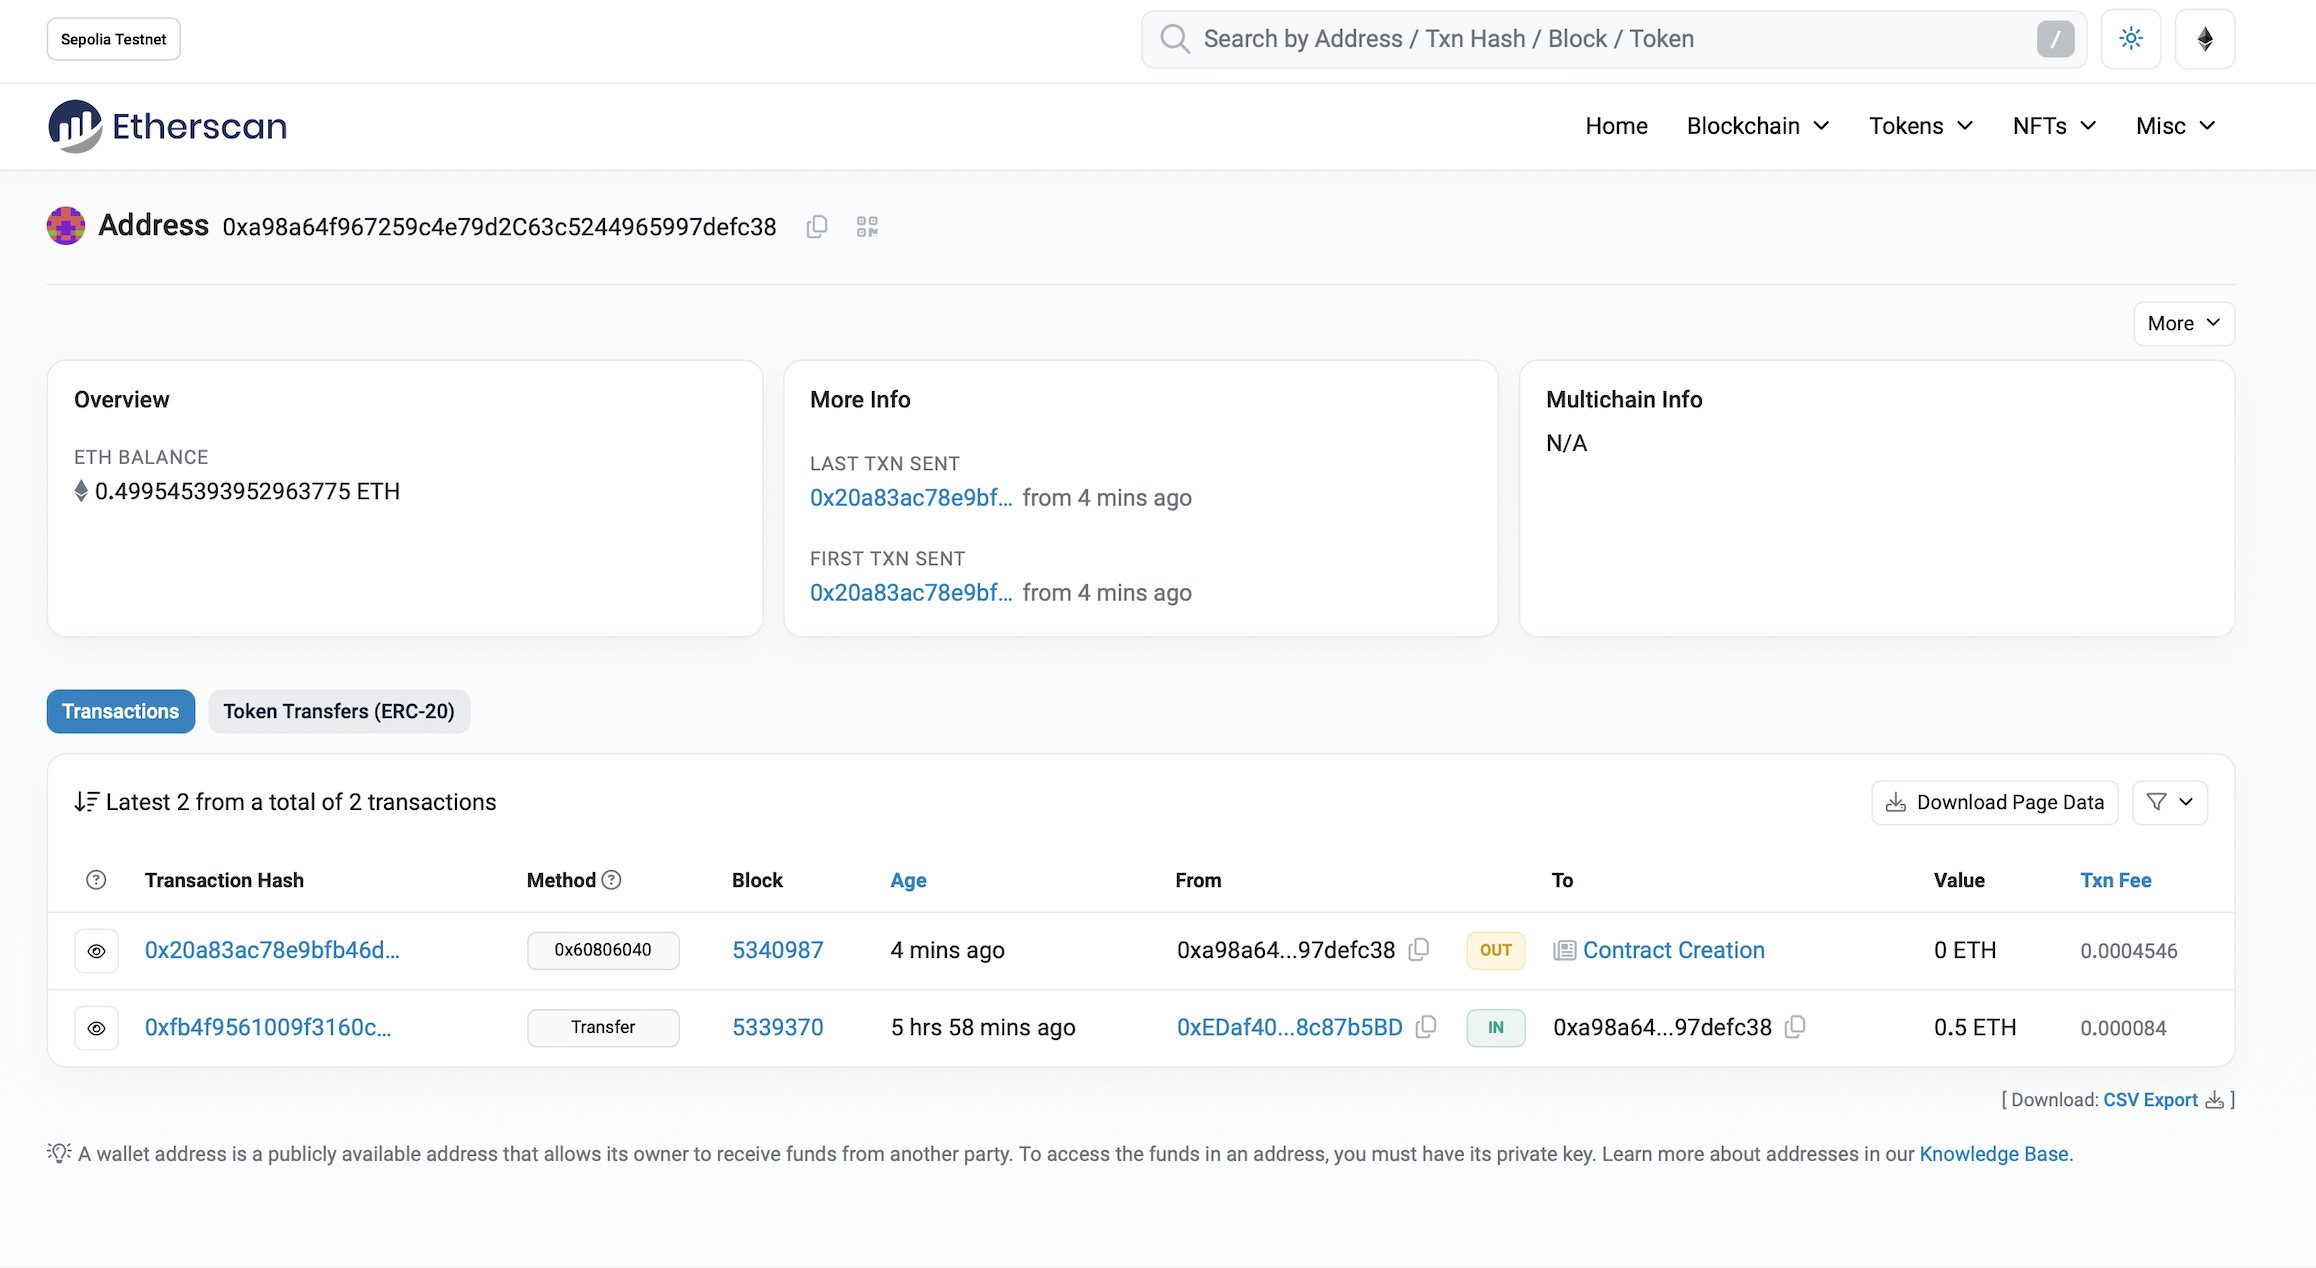 Sepolia Testnet
Search by Address / Txn Hash / Block / Token
/
Etherscan
Home Blockchain Tokens NFTs Misc
Address 0xa98a64f967259c4e79d2C63c5244965997defc38
More
Overview
ETH BALANCE
0.499545393952963775 ETH
More Info
LAST TXN SENT
0x20a83ac78e9bf... from 4 mins ago
FIRST TXN SENT
0x20a83ac78e9bf... from 4 mins ago
Multichain Info
N/A
Transactions Token Transfers (ERC-20)
Latest 2 from a total of 2 transactions
Download Page Data
? Transaction Hash Method ? Block Age From To Value Txn Fee
0x20a83ac78e9bfb46d... 0x60806040 5340987 4 mins ago 0xa98a64...97defc38 OUT Contract Creation 0 ETH 0.0004546
0xfb4f9561009f3160c... Transfer 5339370 5 hrs 58 mins ago 0xEDaf40...8c87b5BD IN 0xa98a64...97defc38 0.5 ETH 0.000084
[ Download: CSV Export ]
A wallet address is a publicly available address that allows its owner to receive funds from another party. To access the funds in an address, you must have its private key. Learn more about addresses in our Knowledge Base.